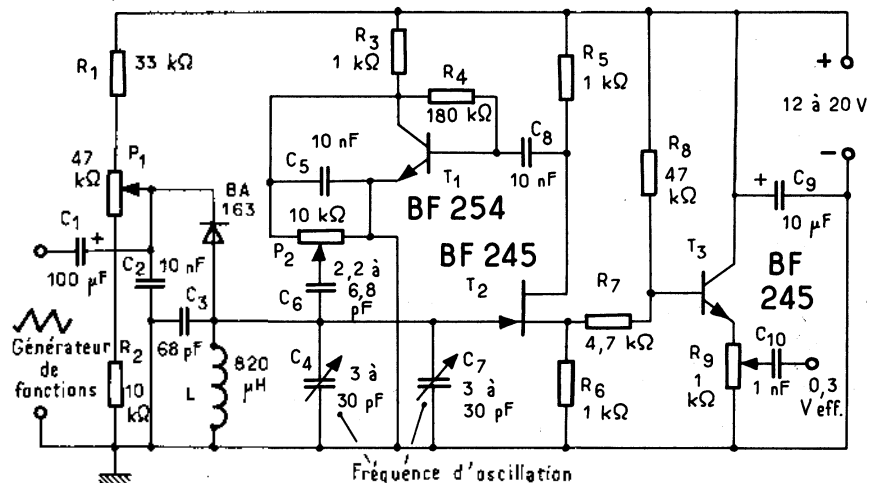 R1
33 kΩ
R3
1 kΩ
R4
180 kΩ
R5
1 kΩ
+
12 à 20 V
−
P1
47
kΩ
BA
163
10 nF
C5
T1
C8
10 nF
R8
47
kΩ
+
C9
10 µF
BF 254
10 kΩ
P2
BF 245
T3
BF
245
C1
+
100 µF
C2
10 nF
C3
68 pF
2,2 à
6,8
pF
C6
T2
R7
4,7 kΩ
Générateur
de
fonctions
R2
10
kΩ
L
820
µH
C4
3 à
30 pF
C7
3 à
30 pF
R6
1 kΩ
R9
1
kΩ
C10
1 nF
0,3
V eff.
Fréquence d'oscillation